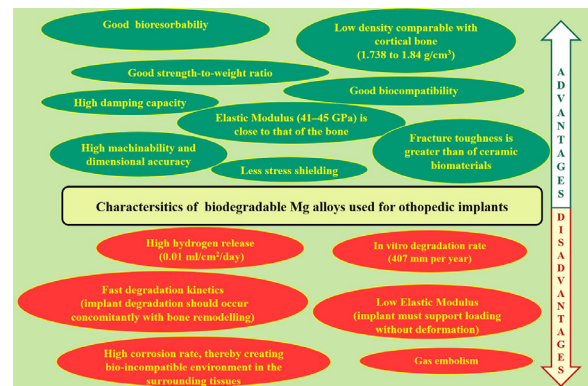 Good bioresorbabiliy
Low density comparable with
cortical bone
(1.738 to 1.84 g/cm³)
Good strength-to-weight ratio
Good biocompatibility
High damping capacity
Elastic Modulus (41–45 GPa) is
close to that of the bone
Fracture toughness is
greater than of ceramic
biomaterials
High machinability and
dimensional accuracy
Less stress shielding
ADVANTAGES
Charactersitics of biodegradable Mg alloys used for othopedic implants
DISADVANTAGES
High hydrogen release
(0.01 ml/cm²/day)
In vitro degradation rate
(407 mm per year)
Fast degradation kinetics
(implant degradation should occur
concomitantly with bone remodelling)
Low Elastic Modulus
(implant must support loading
without deformation)
High corrosion rate, thereby creating
bio-incompatible environment in the
surrounding tissues
Gas embolism